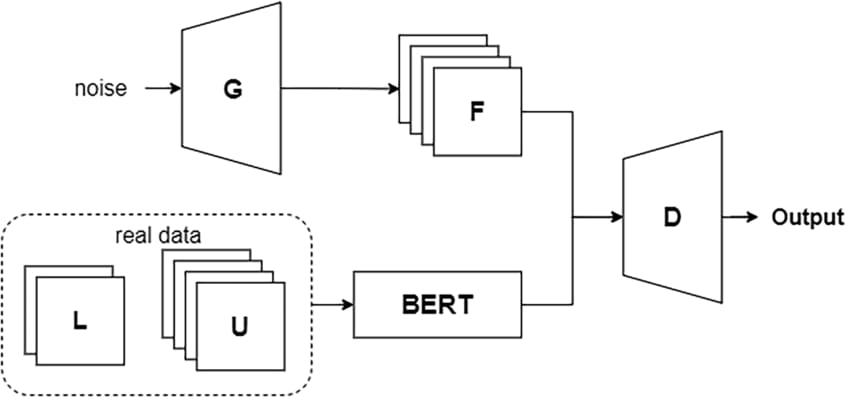 noise
G
F
D
Output
real data
L
U
BERT